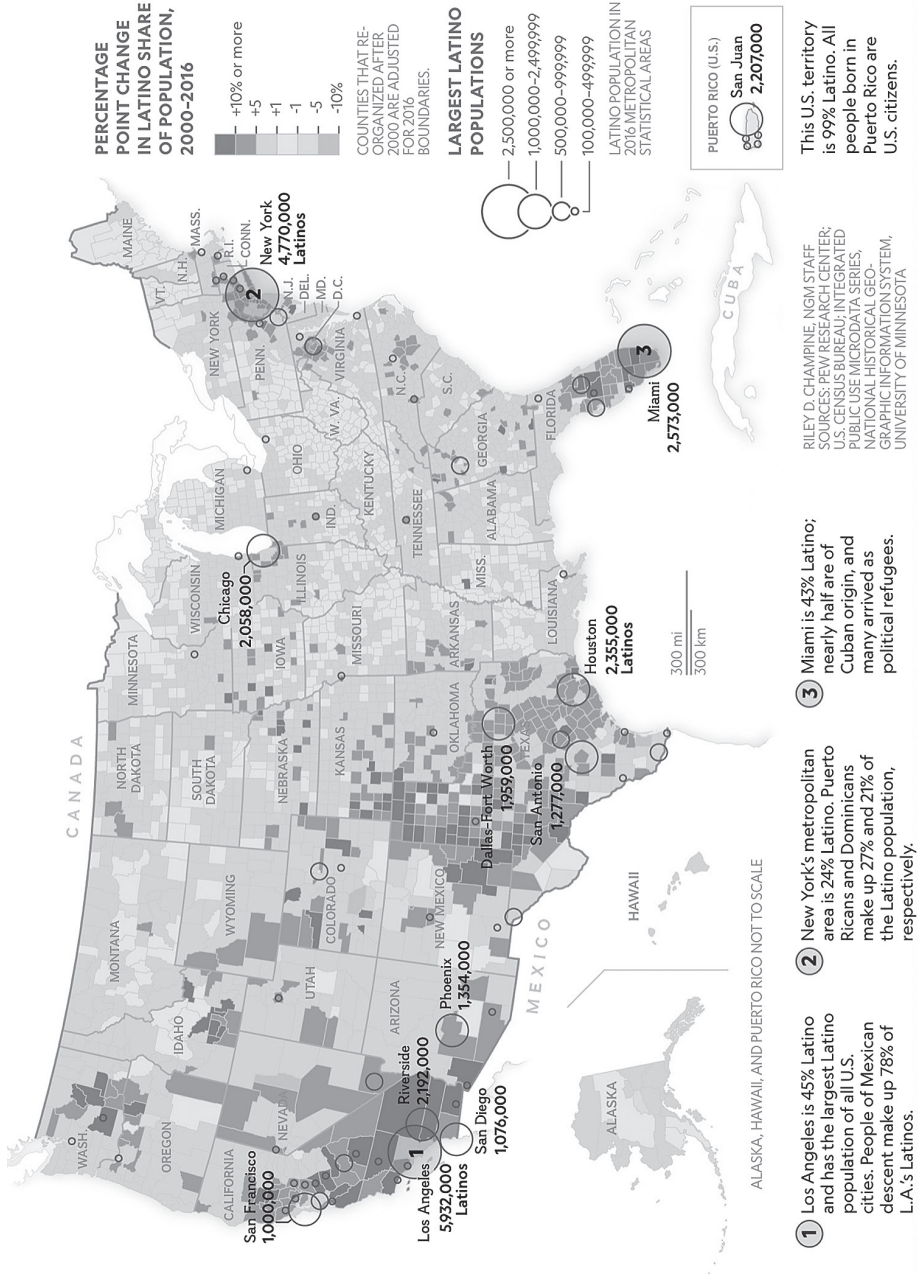 PERCENTAGE
POINT CHANGE
IN LATINO SHARE
OF POPULATION,
2000–2016
+10% or more
+5
+1
-1
-5
-10%
COUNTIES THAT RE-
ORGANIZED AFTER
2000 ARE ADJUSTED
FOR 2016
BOUNDARIES.
LARGEST LATINO
POPULATIONS
2,500,000 or more
1,000,000–2,499,999
500,000–999,999
100,000–499,999
LATINO POPULATION IN
2016 METROPOLITAN
STATISTICAL AREAS
PUERTO RICO (U.S.)
San Juan
2,207,000
This U.S. territory
is 99% Latino. All
people born in
Puerto Rico are
U.S. citizens.
CANADA
WASH.
OREGON
CALIFORNIA
NEVADA
IDAHO
MONTANA
WYOMING
UTAH
ARIZONA
COLORADO
NEW MEXICO
NORTH
DAKOTA
SOUTH
DAKOTA
NEBRASKA
KANSAS
OKLAHOMA
TEXAS
MINNESOTA
IOWA
MISSOURI
ARKANSAS
LOUISIANA
WISCONSIN
ILLINOIS
MICHIGAN
IND.
OHIO
KENTUCKY
TENNESSEE
MISS.
ALABAMA
GEORGIA
FLORIDA
S.C.
N.C.
VIRGINIA
W. VA.
PENN.
NEW YORK
VT.
N.H.
MAINE
MASS.
R.I.
CONN.
N.J.
DEL.
MD.
D.C.
San Francisco
1,000,000
Los Angeles
5,932,000
Latinos
1
Riverside
2,192,000
San Diego
1,076,000
Phoenix
1,354,000
Dallas–Fort Worth
1,959,000
San Antonio
1,277,000
Houston
2,355,000
Latinos
Chicago
2,058,000
New York
4,770,000
Latinos
2
Miami
2,573,000
3
MEXICO
CUBA
ALASKA
HAWAII
300 mi
300 km
ALASKA, HAWAII, AND PUERTO RICO NOT TO SCALE
RILEY D. CHAMPINE, NGM STAFF
SOURCES: PEW RESEARCH CENTER;
U.S. CENSUS BUREAU; INTEGRATED
PUBLIC USE MICRODATA SERIES,
NATIONAL HISTORICAL GEO-
GRAPHIC INFORMATION SYSTEM,
UNIVERSITY OF MINNESOTA
1 Los Angeles is 45% Latino
and has the largest Latino
population of all U.S.
cities. People of Mexican
descent make up 78% of
L.A.'s Latinos.
2 New York's metropolitan
area is 24% Latino. Puerto
Ricans and Dominicans
make up 27% and 21% of
the Latino population,
respectively.
3 Miami is 43% Latino;
nearly half are of
Cuban origin, and
many arrived as
political refugees.